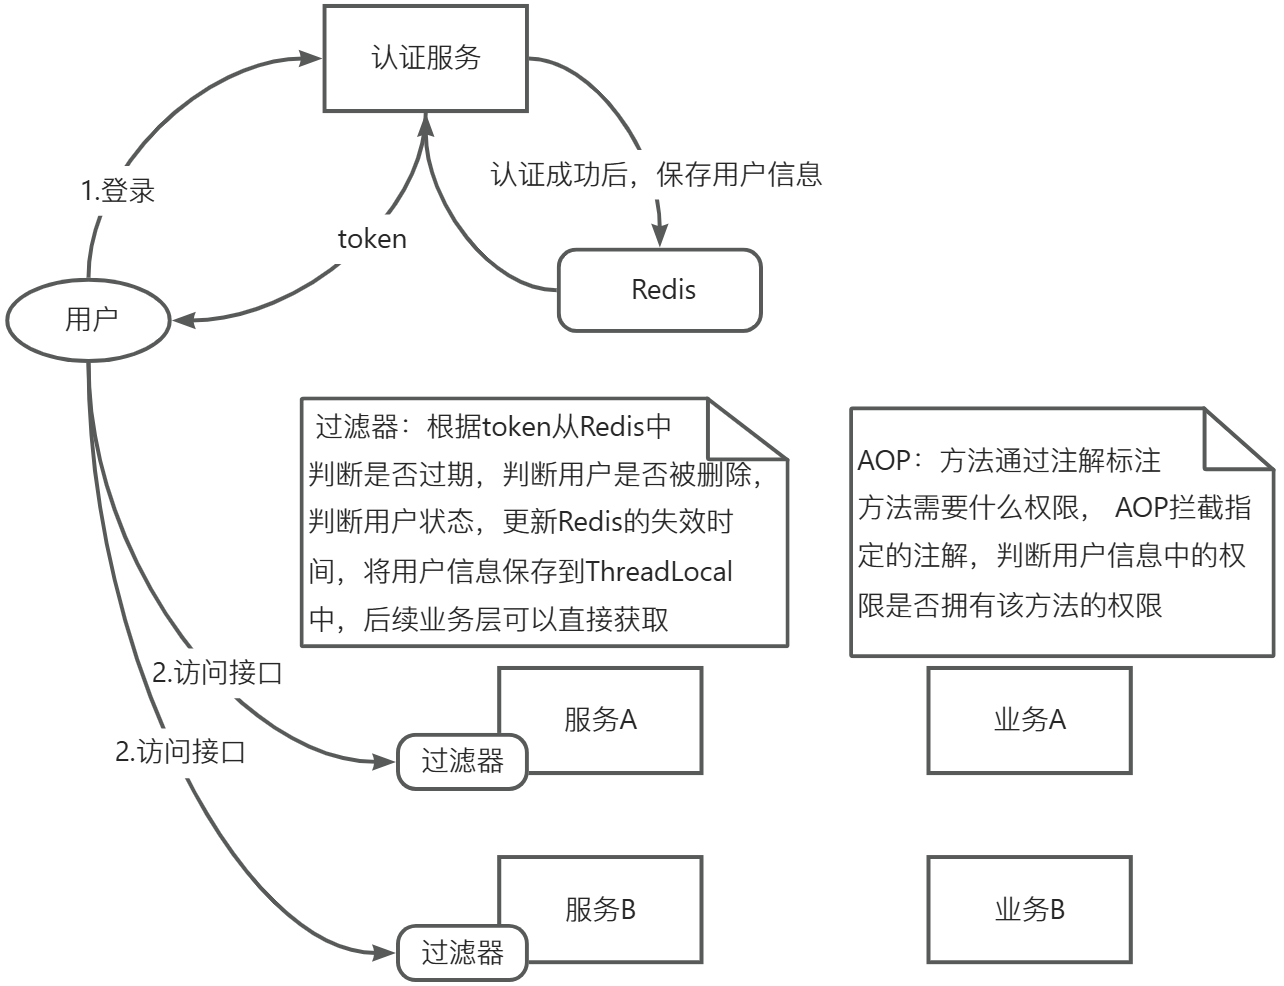 认证服务
1.登录
认证成功后，保存用户信息
token
Redis
用户
过滤器：根据token从Redis中
判断是否过期，判断用户是否被删除，
判断用户状态，更新Redis的失效时
间，将用户信息保存到ThreadLocal
中，后续业务层可以直接获取
AOP：方法通过注解标注
方法需要什么权限， AOP拦截指
定的注解，判断用户信息中的权
限是否拥有该方法的权限
2.访问接口
服务A
业务A
2.访问接口
过滤器
服务B
业务B
过滤器